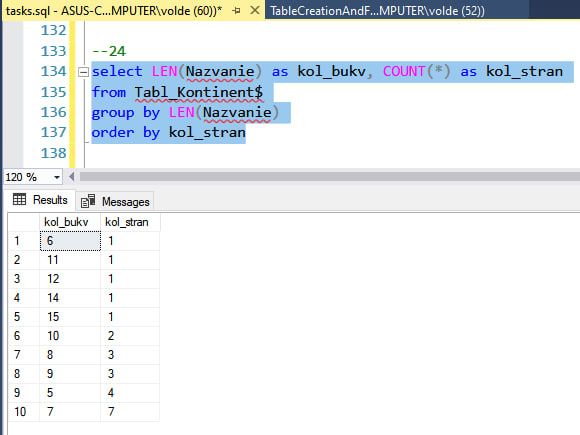 tasks.sql - ASUS-C...MPUTER\volde (60))* TableCreationAndF...MPUTER\volde (52))
132
133 --24
134 select LEN(Nazvanie) as kol_bukv, COUNT(*) as kol_stran
135 from Tabl_Kontinent$
136 group by LEN(Nazvanie)
137 order by kol_stran
138
120 %
Results Messages
kol_bukv kol_stran
1 6 1
2 11 1
3 12 1
4 14 1
5 15 1
6 10 2
7 8 3
8 9 3
9 5 4
10 7 7